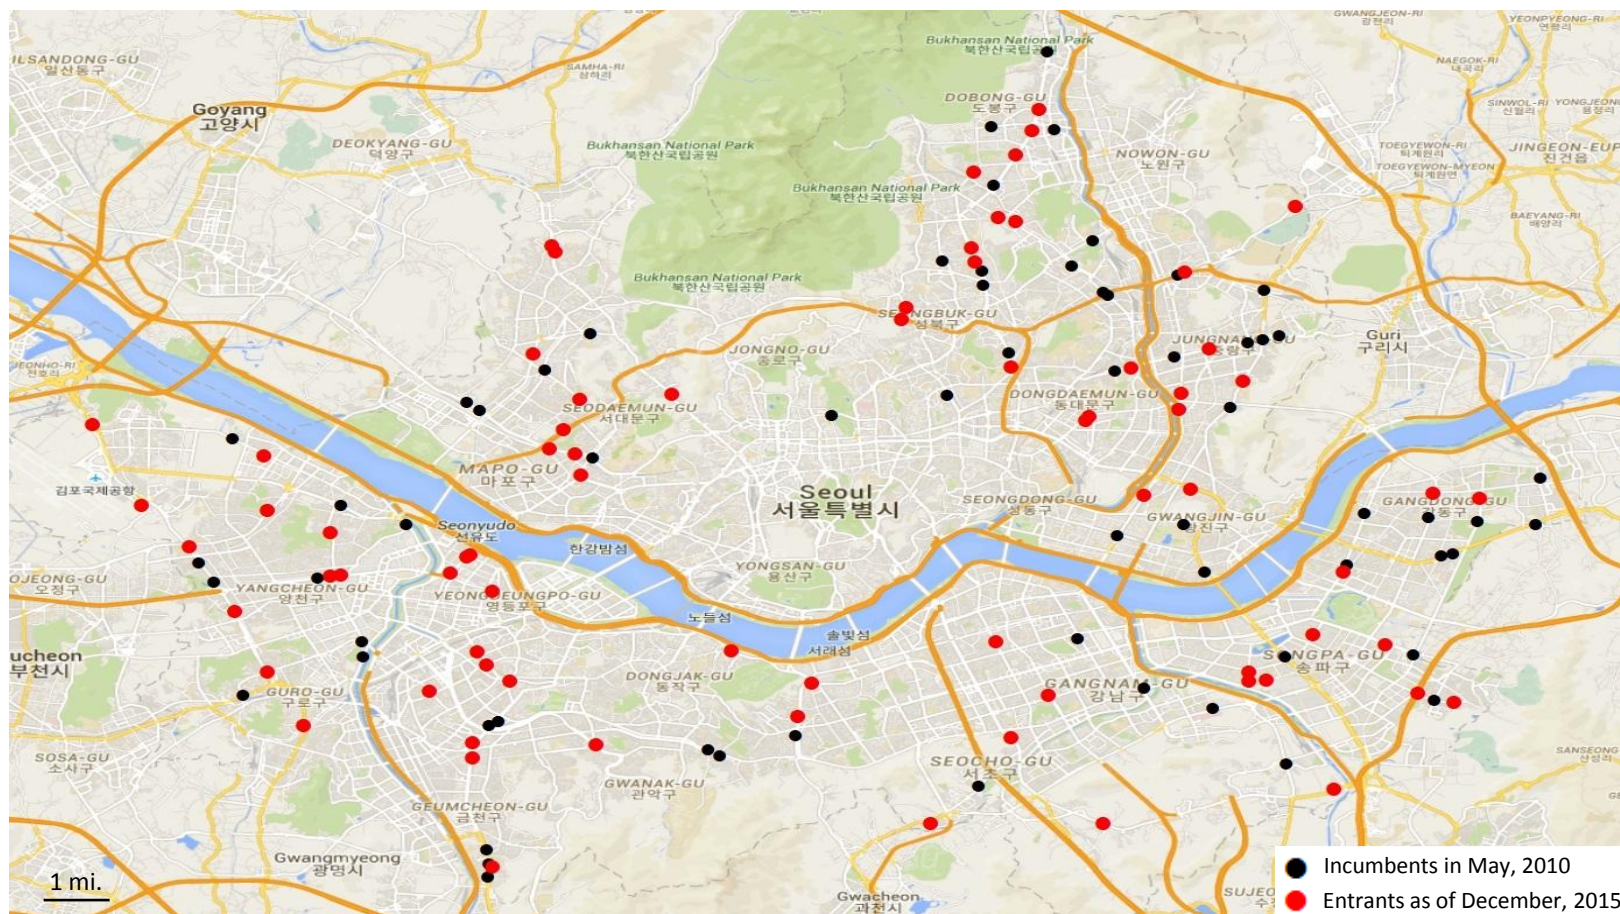 GWANGJEON-RI
YEONPYEONG-RI
Bukhansan National Park
북한산국립공원
ILSANDONG-GU
일산동구
SAMHA-RI
삼하리
NAEGOK-RI
내곡리
Goyang
고양시
DOBONG-GU
도봉구
SINWOL-RI
신월리
DEOKYANG-GU
덕양구
Bukhansan National Park
북한산국립공원
NOWON-GU
노원구
TOEGYEWON-RI
퇴계원리
TOEGYEWON-MYEON
퇴계원면
JINGEON-EUP
진건읍
Bukhansan National Park
북한산국립공원
BAEYANG-RI
배양리
Bukhansan National Park
북한산국립공원
SEONGBUK-GU
성북구
JONGNO-GU
종로구
Guri
구리시
SEODAEMUN-GU
서대문구
DONGDAEMUN-GU
동대문구
MAPO-GU
마포구
김포국제공항
Seoul
서울특별시
SEONGDONG-GU
성동구
GWANGJIN-GU
광진구
GANGDONG-GU
강동구
Seonyudo
선유도
한강밤섬
OJEONG-GU
오정구
YANGCHEON-GU
양천구
YEONGDEUNGPO-GU
영등포구
YONGSAN-GU
용산구
노들섬
솔빛섬
서래섬
ucheon
부천시
DONGJAK-GU
동작구
SONGPA-GU
송파구
GURO-GU
구로구
GANGNAM-GU
강남구
SOSA-GU
소사구
SEOCHO-GU
서초구
GWANAK-GU
관악구
SANSEONG
GEUMCHEON-GU
금천구
Gwangmyeong
광명시
1 mi.
Gwacheon
과천시
SUJEO
Incumbents in May, 2010
Entrants as of December, 2015